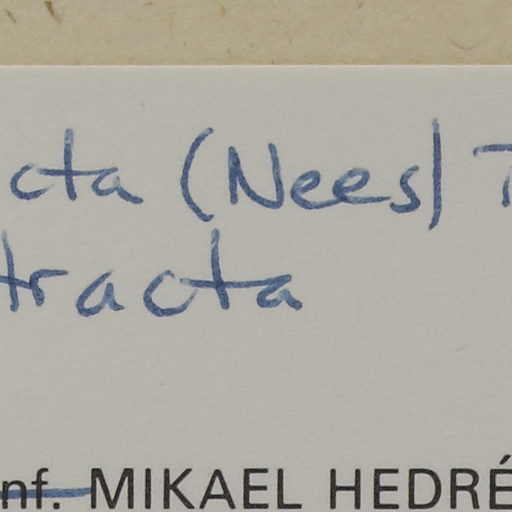 cta (Nees) T
tracta
nf. MIKAEL HEDRÉ